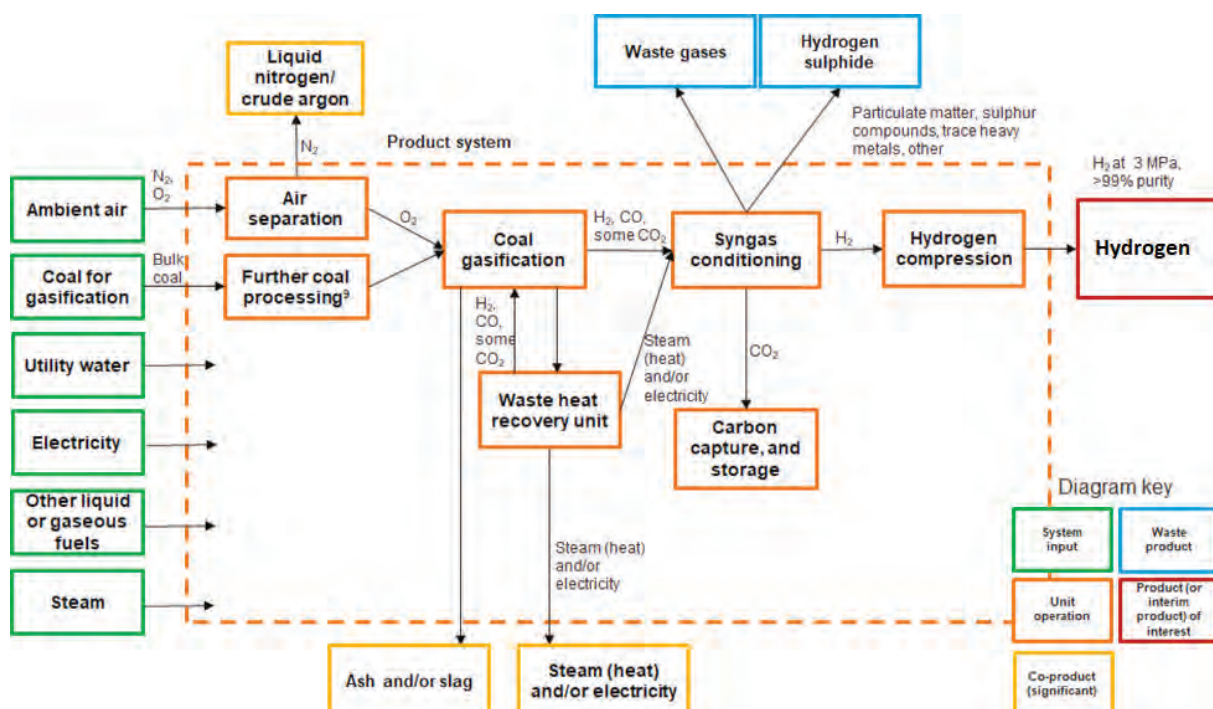 Liquid
nitrogen/
crude argon
Waste gases
Hydrogen
sulphide
Particulate matter, sulphur
compounds, trace heavy
metals, other
N₂
Product system
H₂ at 3 MPa,
>99% purity
Ambient air
N₂,
O₂
Air
separation
O₂
Coal
gasification
H₂, CO,
some CO₂
Syngas
conditioning
H₂
Hydrogen
compression
Hydrogen
Coal for
gasification
Bulk
coal
Further coal
processing⁹
Utility water
H₂,
CO,
some
CO₂
Steam
(heat)
and/or
electricity
CO₂
Electricity
Waste heat
recovery unit
Carbon
capture, and
storage
Other liquid
or gaseous
fuels
Steam (heat)
and/or
electricity
Steam
Ash and/or slag
Steam (heat)
and/or electricity
Diagram key
System
input
Waste
product
Unit
operation
Product (or
interim
product) of
interest
Co-product
(significant)